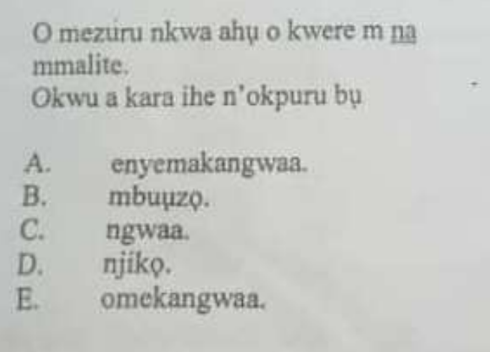 O mezuru nkwa ahụ o kwere m na
mmalite.
Okwu a kara ihe n'okpuru bụ
A. enyemakangwaa.
B. mbuụzọ.
C. ngwaa.
D. njikọ.
E. omekangwaa.